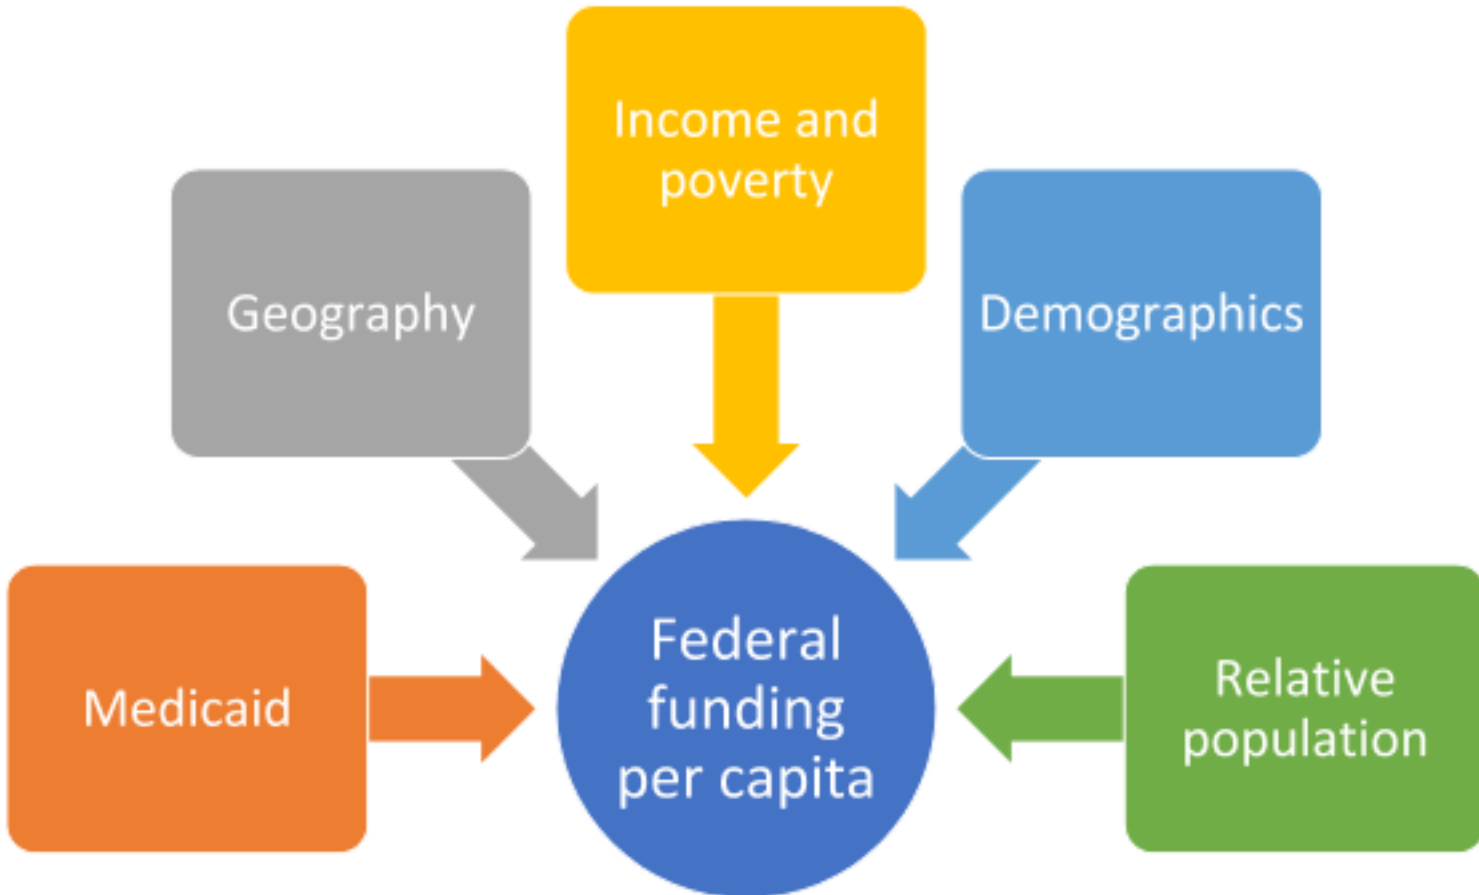 Income and
poverty
Geography
Demographics
Medicaid
Federal
funding
per capita
Relative
population